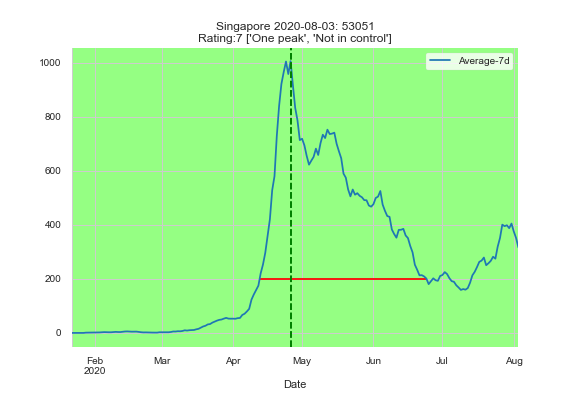 Singapore 2020-08-03: 53051
Rating:7 ['One peak', 'Not in control']
Average-7d
1000
800
600
400
200
0
Feb
2020
Mar
Apr
May
Jun
Jul
Aug
Date